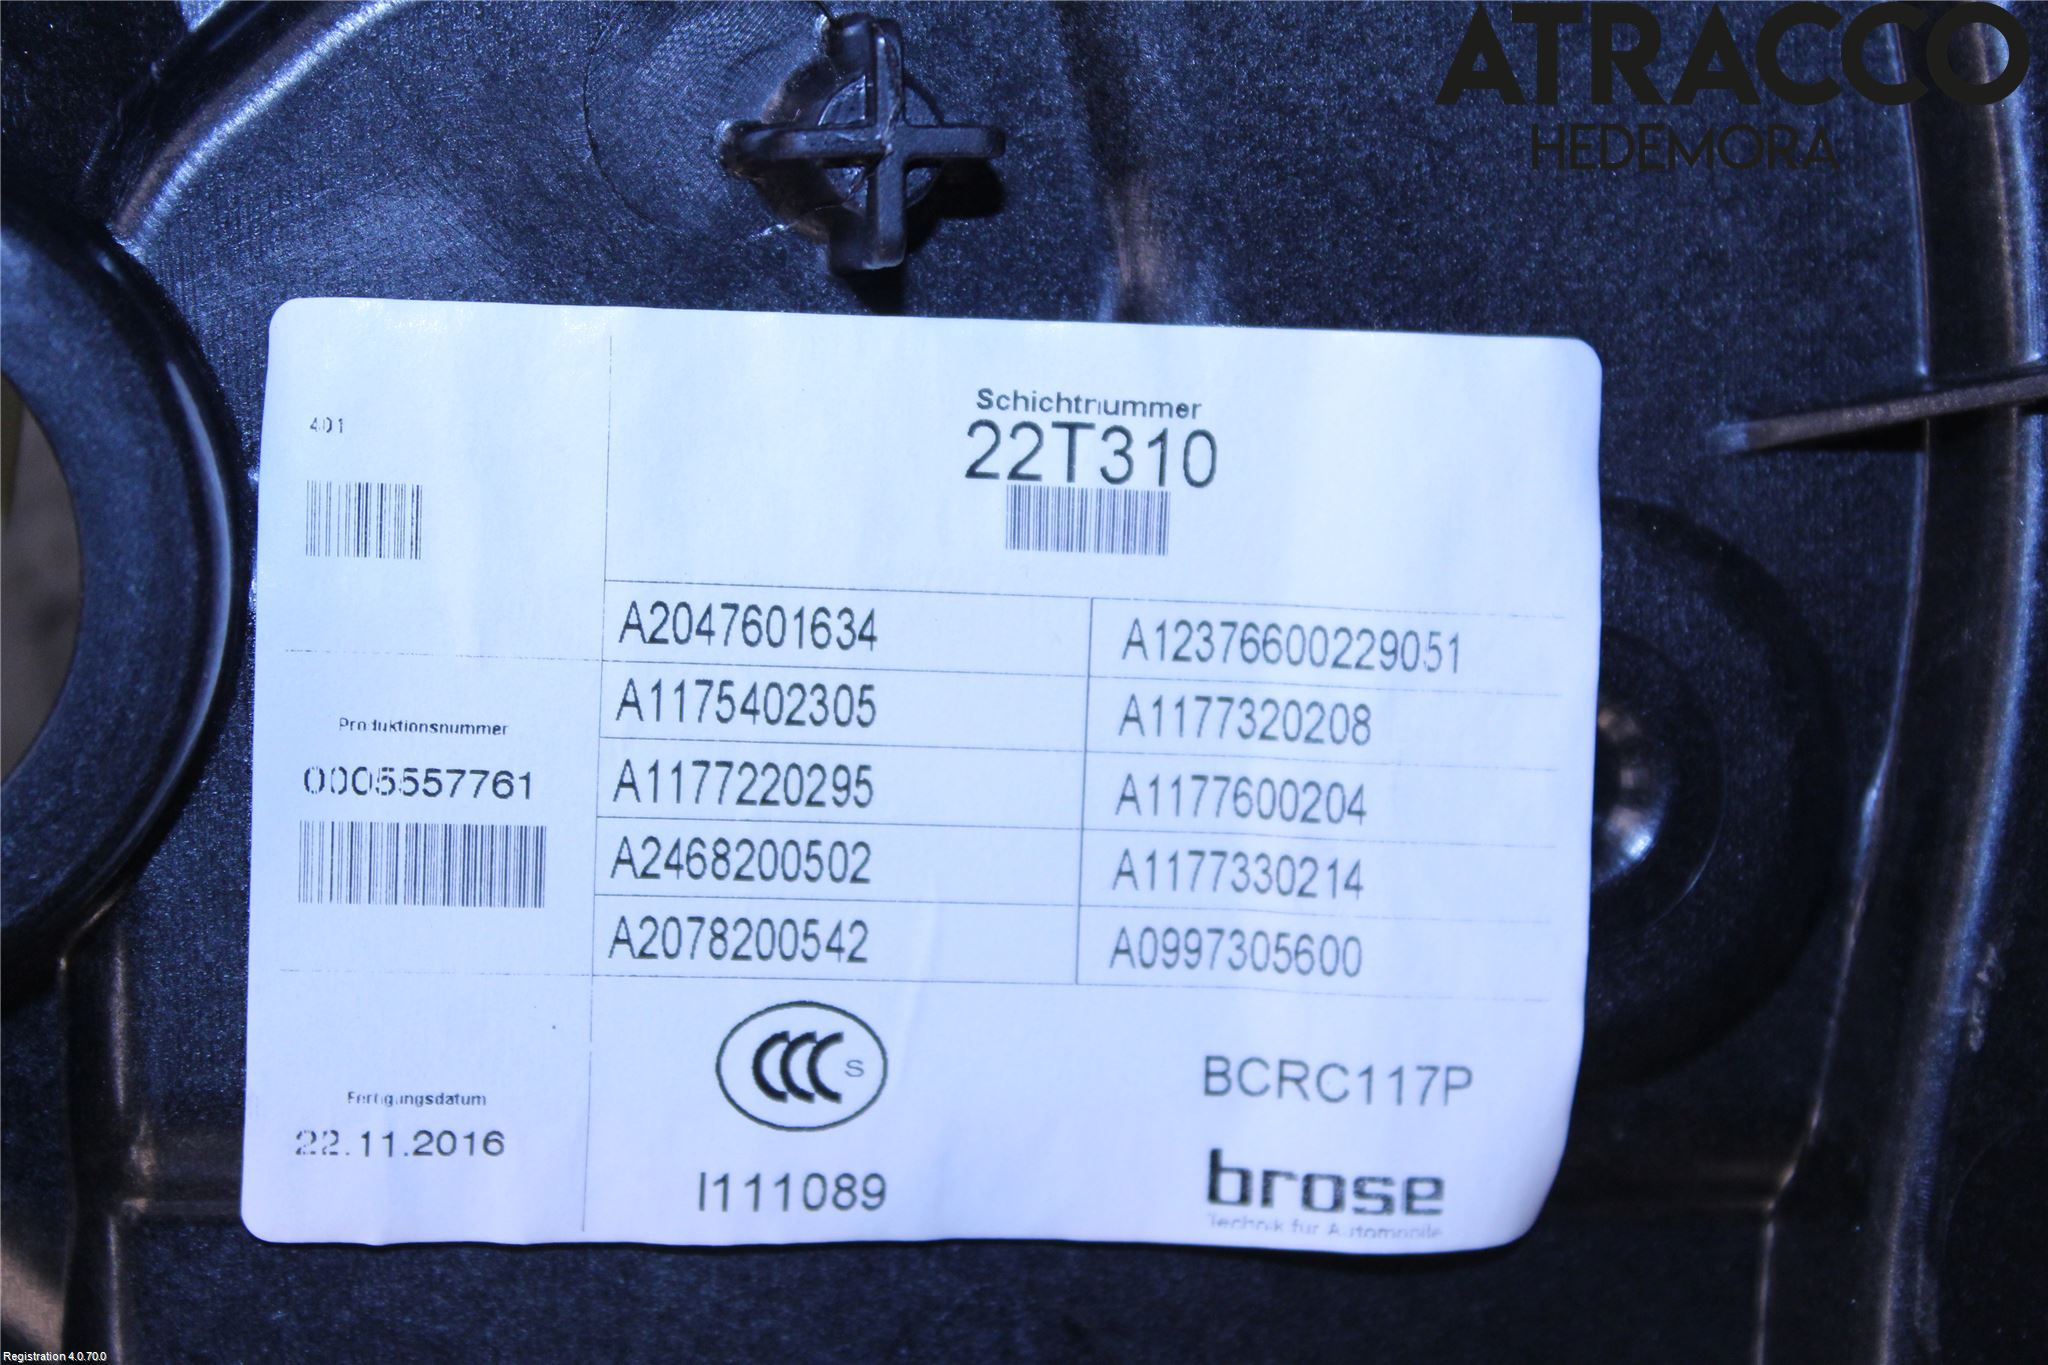 ATRACCO
HEDEMORA
401
Schichtnummer
22T310
A2047601634
A12376600229051
A1175402305
A1177320208
A1177220295
A1177600204
A2468200502
A1177330214
A2078200542
A0997305600
Produktionsnummer
0005557761
Fertigungsdatum
22.11.2016
CCC S
I111089
BCRC117P
brose
Technik für Automobile
Registration 4.0.70.0